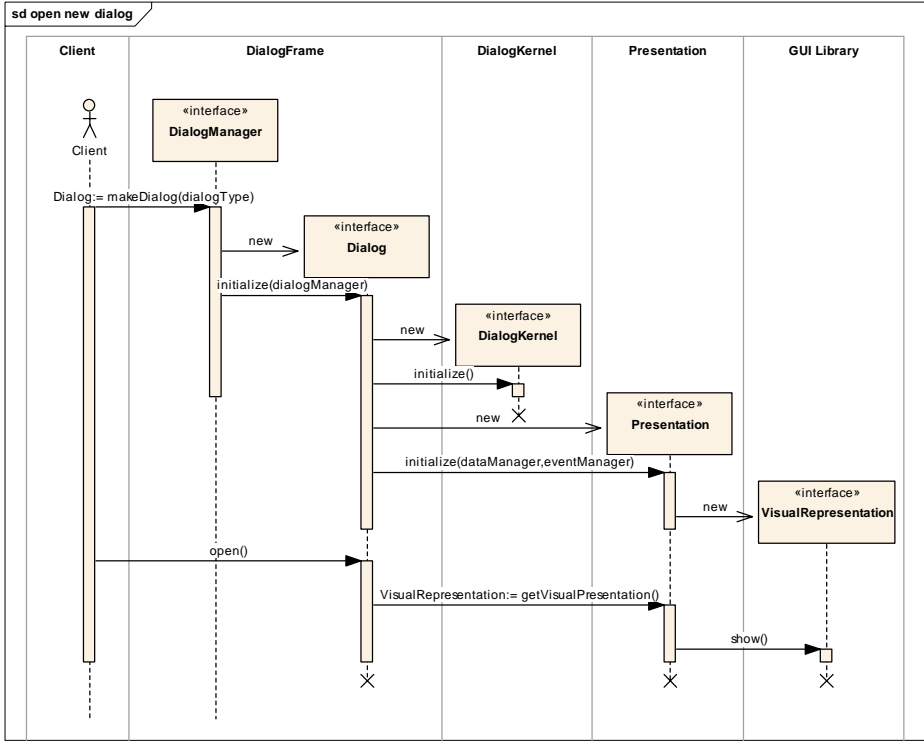 sd open new dialog
Client
DialogFrame
DialogKernel
Presentation
GUI Library
«interface»
DialogManager
Client
Dialog:= makeDialog(dialogType)
«interface»
Dialog
new
initialize(dialogManager)
«interface»
DialogKernel
new
initialize()
«interface»
Presentation
new
initialize(dataManager,eventManager)
«interface»
VisualRepresentation
new
open()
VisualRepresentation:= getVisualPresentation()
show()